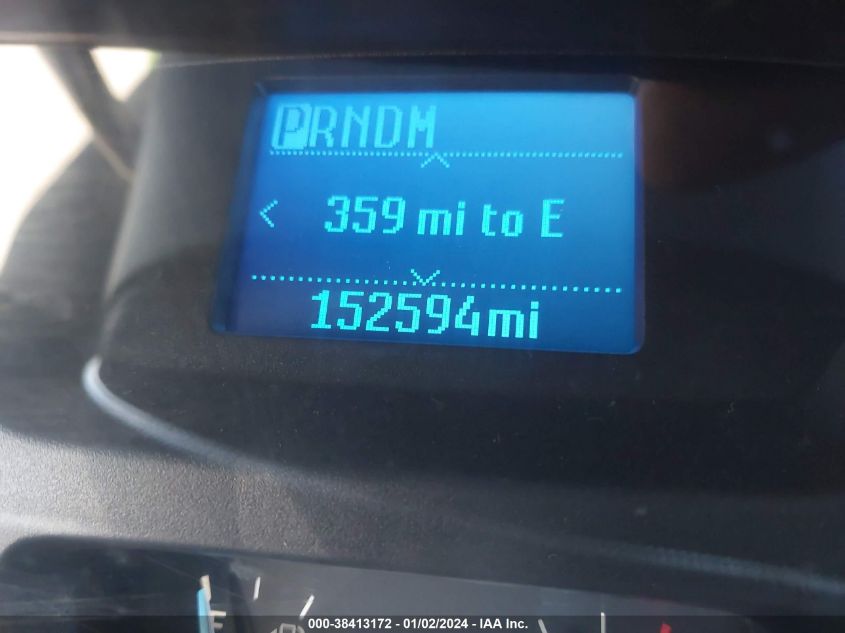 PRNDM
< 359 mi to E
152594mi
F
000-38413172 - 01/02/2024 - IAA Inc.